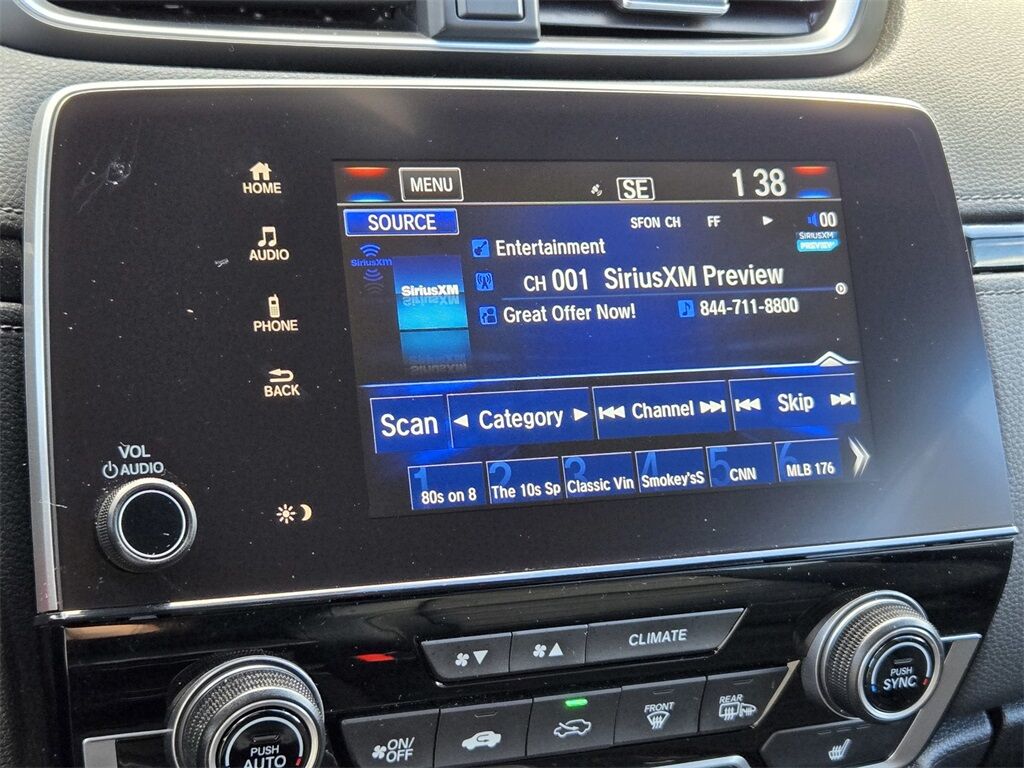 HOME
AUDIO
PHONE
BACK
VOL
AUDIO
MENU
SE
1 38
SOURCE
SFON CH FF
00
SIRIUSXM
PREVIEW
SiriusXM
SiriusXM
Entertainment
CH 001 SiriusXM Preview
Great Offer Now!
844-711-8800
Scan
Category
Channel
Skip
1 80s on 8
2 The 10s Sp
3 Classic Vin
4 Smokey'sS
5 CNN
6 MLB 176
CLIMATE
PUSH
AUTO
ON/
OFF
FRONT
REAR
PUSH
SYNC